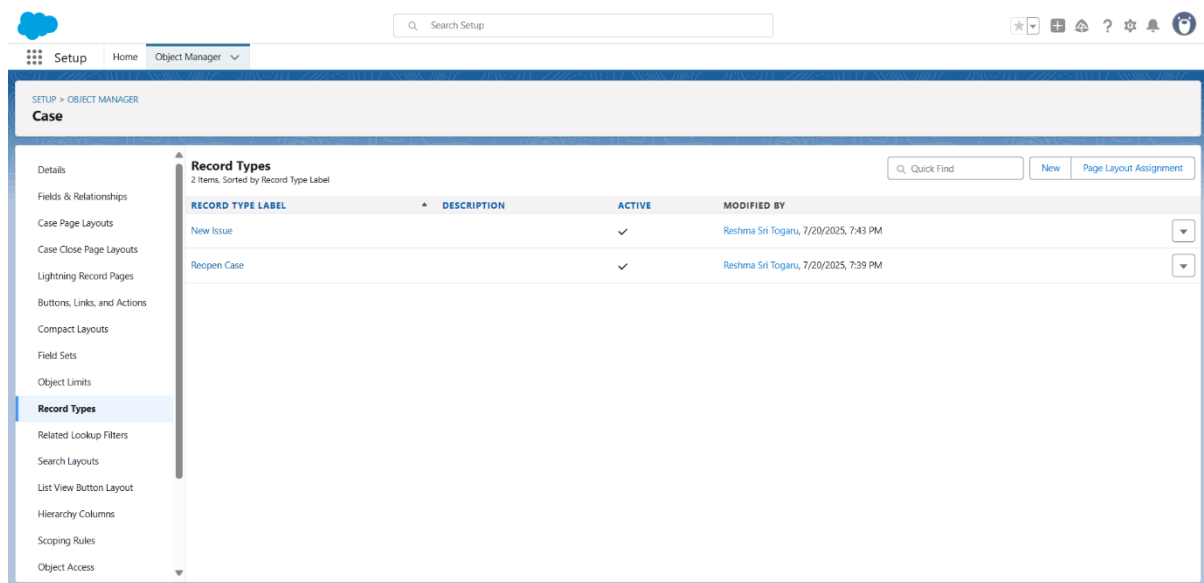 Search Setup
Setup
Home
Object Manager
SETUP > OBJECT MANAGER
Case
Details
Fields & Relationships
Case Page Layouts
Case Close Page Layouts
Lightning Record Pages
Buttons, Links, and Actions
Compact Layouts
Field Sets
Object Limits
Record Types
Related Lookup Filters
Search Layouts
List View Button Layout
Hierarchy Columns
Scoping Rules
Object Access
Record Types
2 Items, Sorted by Record Type Label
Quick Find
New
Page Layout Assignment
RECORD TYPE LABEL DESCRIPTION ACTIVE MODIFIED BY
New Issue Reshma Sri Togaru, 7/20/2025, 7:43 PM
Reopen Case Reshma Sri Togaru, 7/20/2025, 7:39 PM